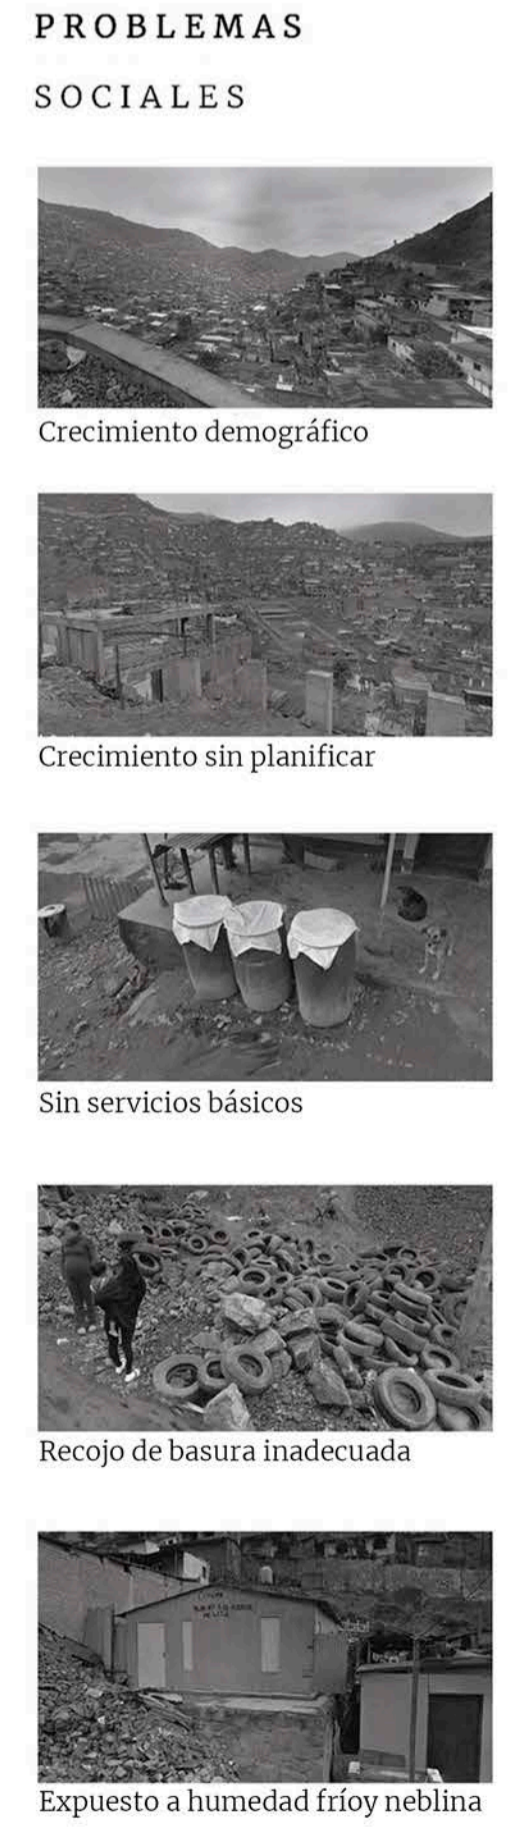 PROBLEMAS
SOCIALES
Crecimiento demográfico
Crecimiento sin planificar
Sin servicios básicos
Recojo de basura inadecuada
Expuesto a humedad fríoy neblina